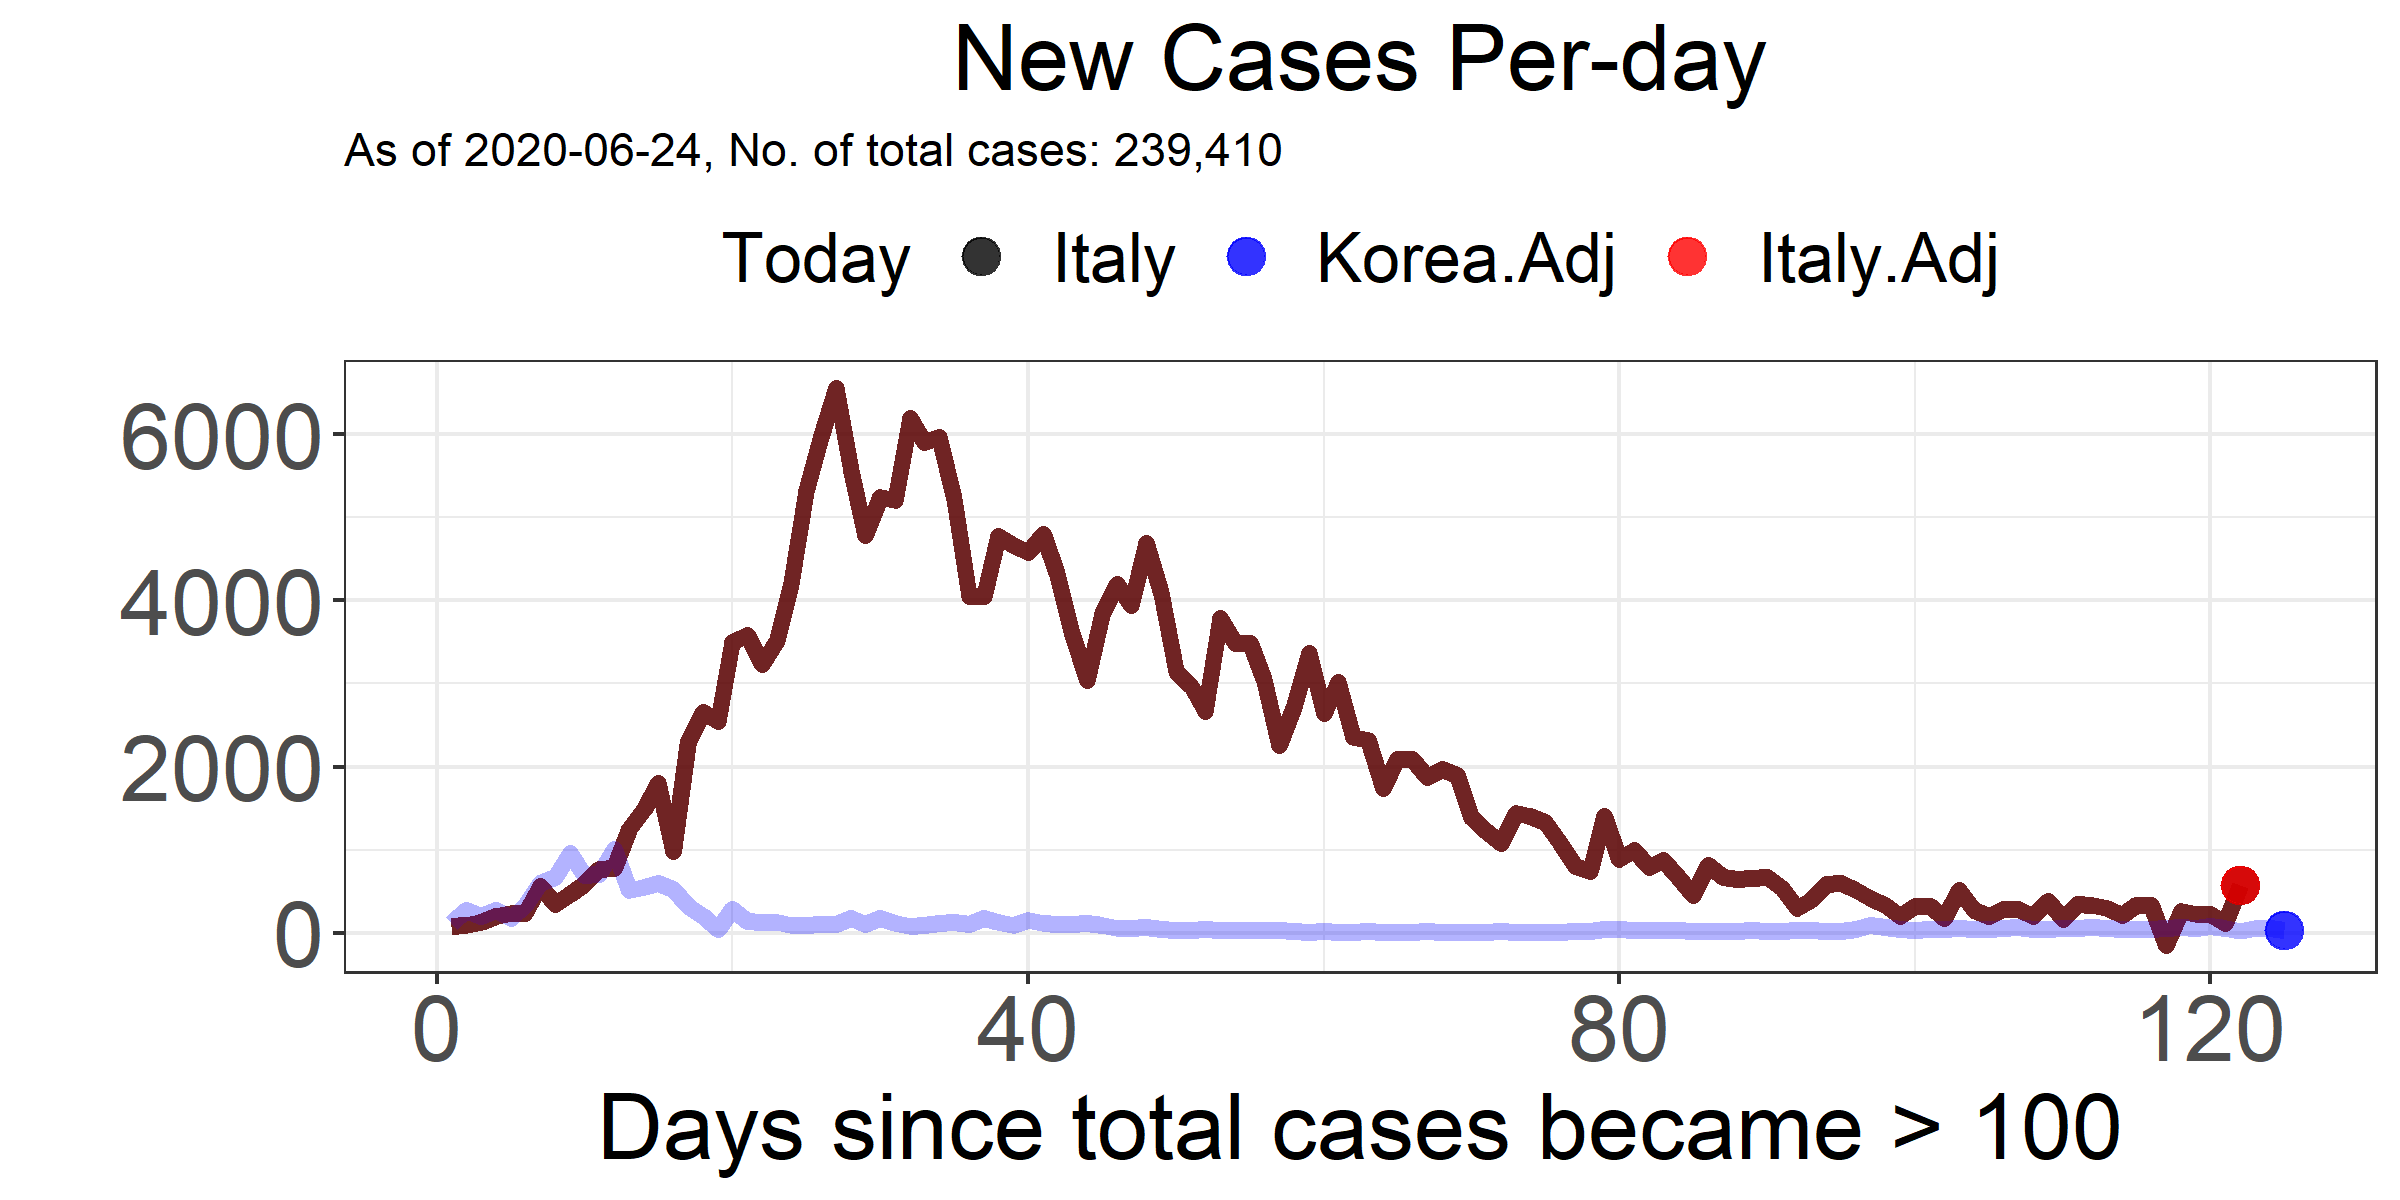 New Cases Per-day
As of 2020-06-24, No. of total cases: 239,410
Today Italy Korea.Adj Italy.Adj
6000
4000
2000
0
0 40 80 120
Days since total cases became > 100